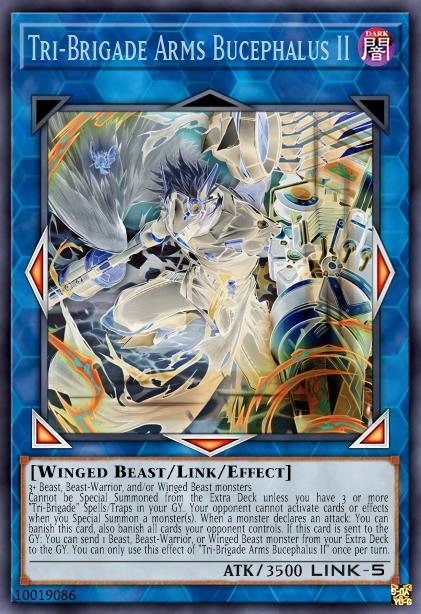 Tri-Brigade Arms Bucephalus II
DARK
闇
[Winged Beast/Link/Effect]
3+ Beast, Beast-Warrior, and/or Winged Beast monsters
Cannot be Special Summoned from the Extra Deck unless you have 3 or more
"Tri-Brigade" Spells/Traps in your GY. Your opponent cannot activate cards or effects
when you Special Summon a monster(s). When a monster declares an attack: You can
banish this card, also banish all cards your opponent controls. If this card is sent to the
GY: You can send 1 Beast, Beast-Warrior, or Winged Beast monster from your Extra Deck
to the GY. You can only use this effect of "Tri-Brigade Arms Bucephalus II" once per turn.
ATK/3500 LINK-5
10019086